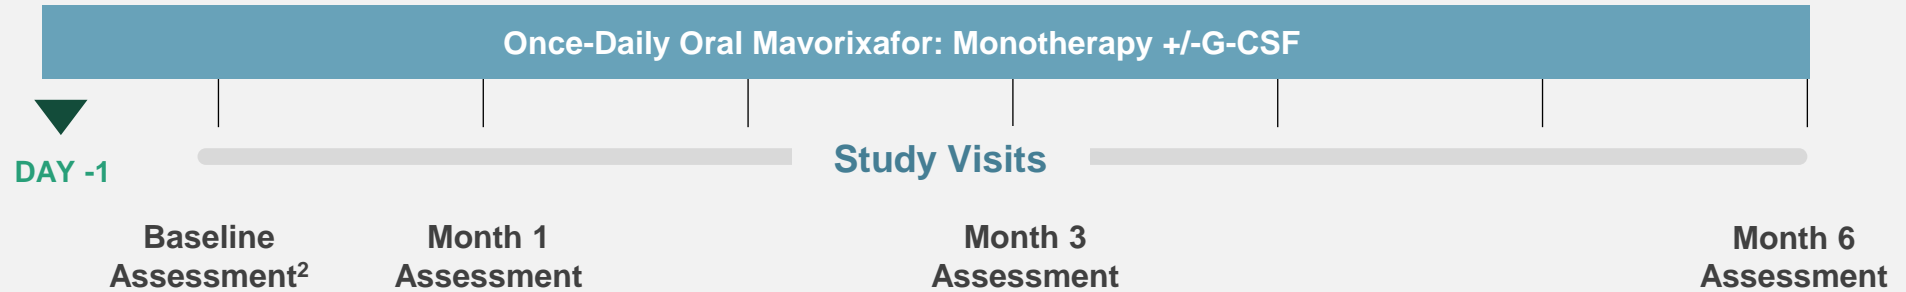 Once-Daily Oral Mavorixafor: Monotherapy +/-G-CSF
DAY -1
Study Visits
Baseline
Assessment²
Month 1
Assessment
Month 3
Assessment
Month 6
Assessment